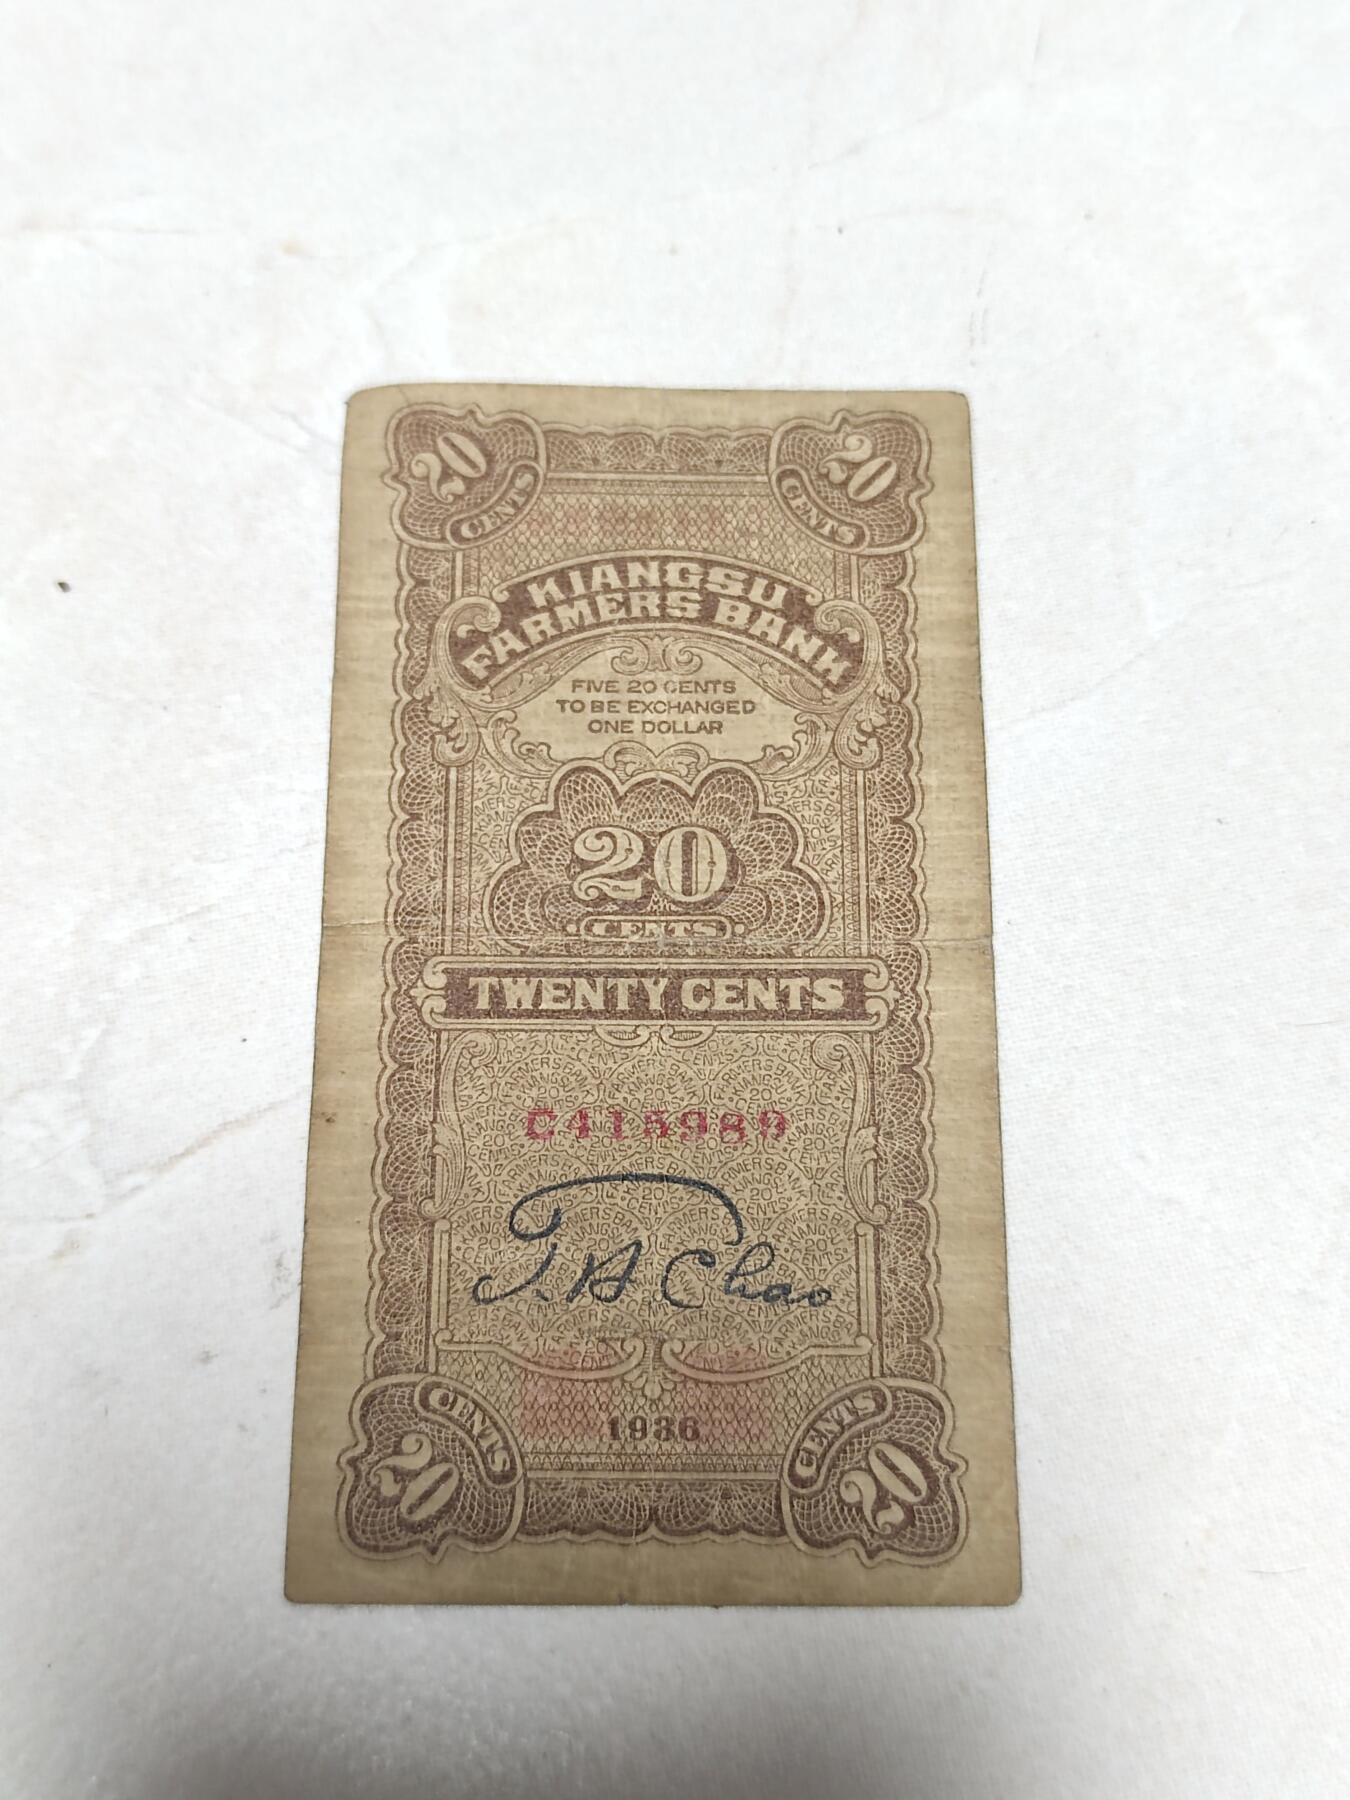 20 CENTS
20 CENTS
KIANGSU
FARMERS BANK
FIVE 20 CENTS
TO BE EXCHANGED
ONE DOLLAR
20
CENTS
TWENTY CENTS
C415989
T. H Chao
1936
CENTS 20
CENTS 20